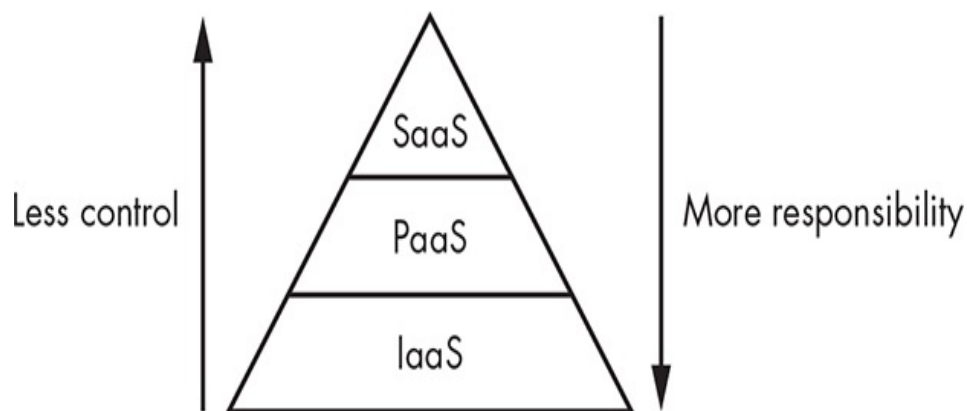 SaaS
Less control
PaaS
More responsibility
IaaS